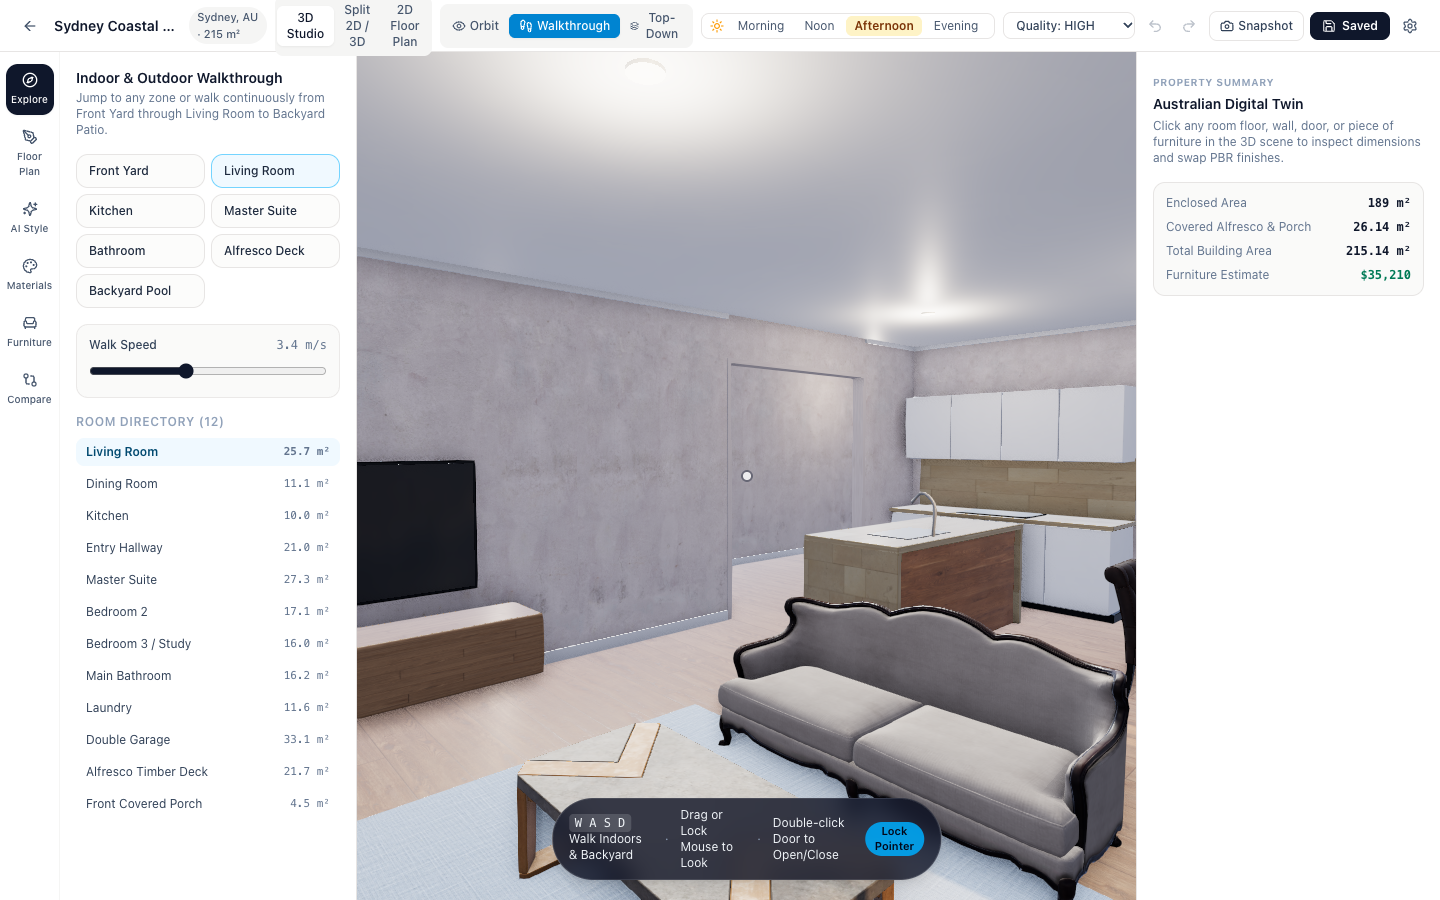 Sydney Coastal ...
Sydney, AU
· 215 m²
3D
Studio
Split
2D /
3D
2D
Floor
Plan
Orbit
Walkthrough
Top-
Down
Morning
Noon
Afternoon
Evening
Quality: HIGH
Snapshot
Saved
Explore
Floor
Plan
AI Style
Materials
Furniture
Compare
Indoor & Outdoor Walkthrough
Jump to any zone or walk continuously from
Front Yard through Living Room to Backyard
Patio.
Front Yard
Living Room
Kitchen
Master Suite
Bathroom
Alfresco Deck
Backyard Pool
Walk Speed 3.4 m/s
ROOM DIRECTORY (12)
Living Room 25.7 m²
Dining Room 11.1 m²
Kitchen 10.0 m²
Entry Hallway 21.0 m²
Master Suite 27.3 m²
Bedroom 2 17.1 m²
Bedroom 3 / Study 16.0 m²
Main Bathroom 16.2 m²
Laundry 11.6 m²
Double Garage 33.1 m²
Alfresco Timber Deck 21.7 m²
Front Covered Porch 4.5 m²
W A S D
Walk Indoors
& Backyard
·
Drag or
Lock
Mouse to
Look
·
Double-click
Door to
Open/Close
Lock
Pointer
PROPERTY SUMMARY
Australian Digital Twin
Click any room floor, wall, door, or piece of
furniture in the 3D scene to inspect dimensions
and swap PBR finishes.
Enclosed Area 189 m²
Covered Alfresco & Porch 26.14 m²
Total Building Area 215.14 m²
Furniture Estimate $35,210